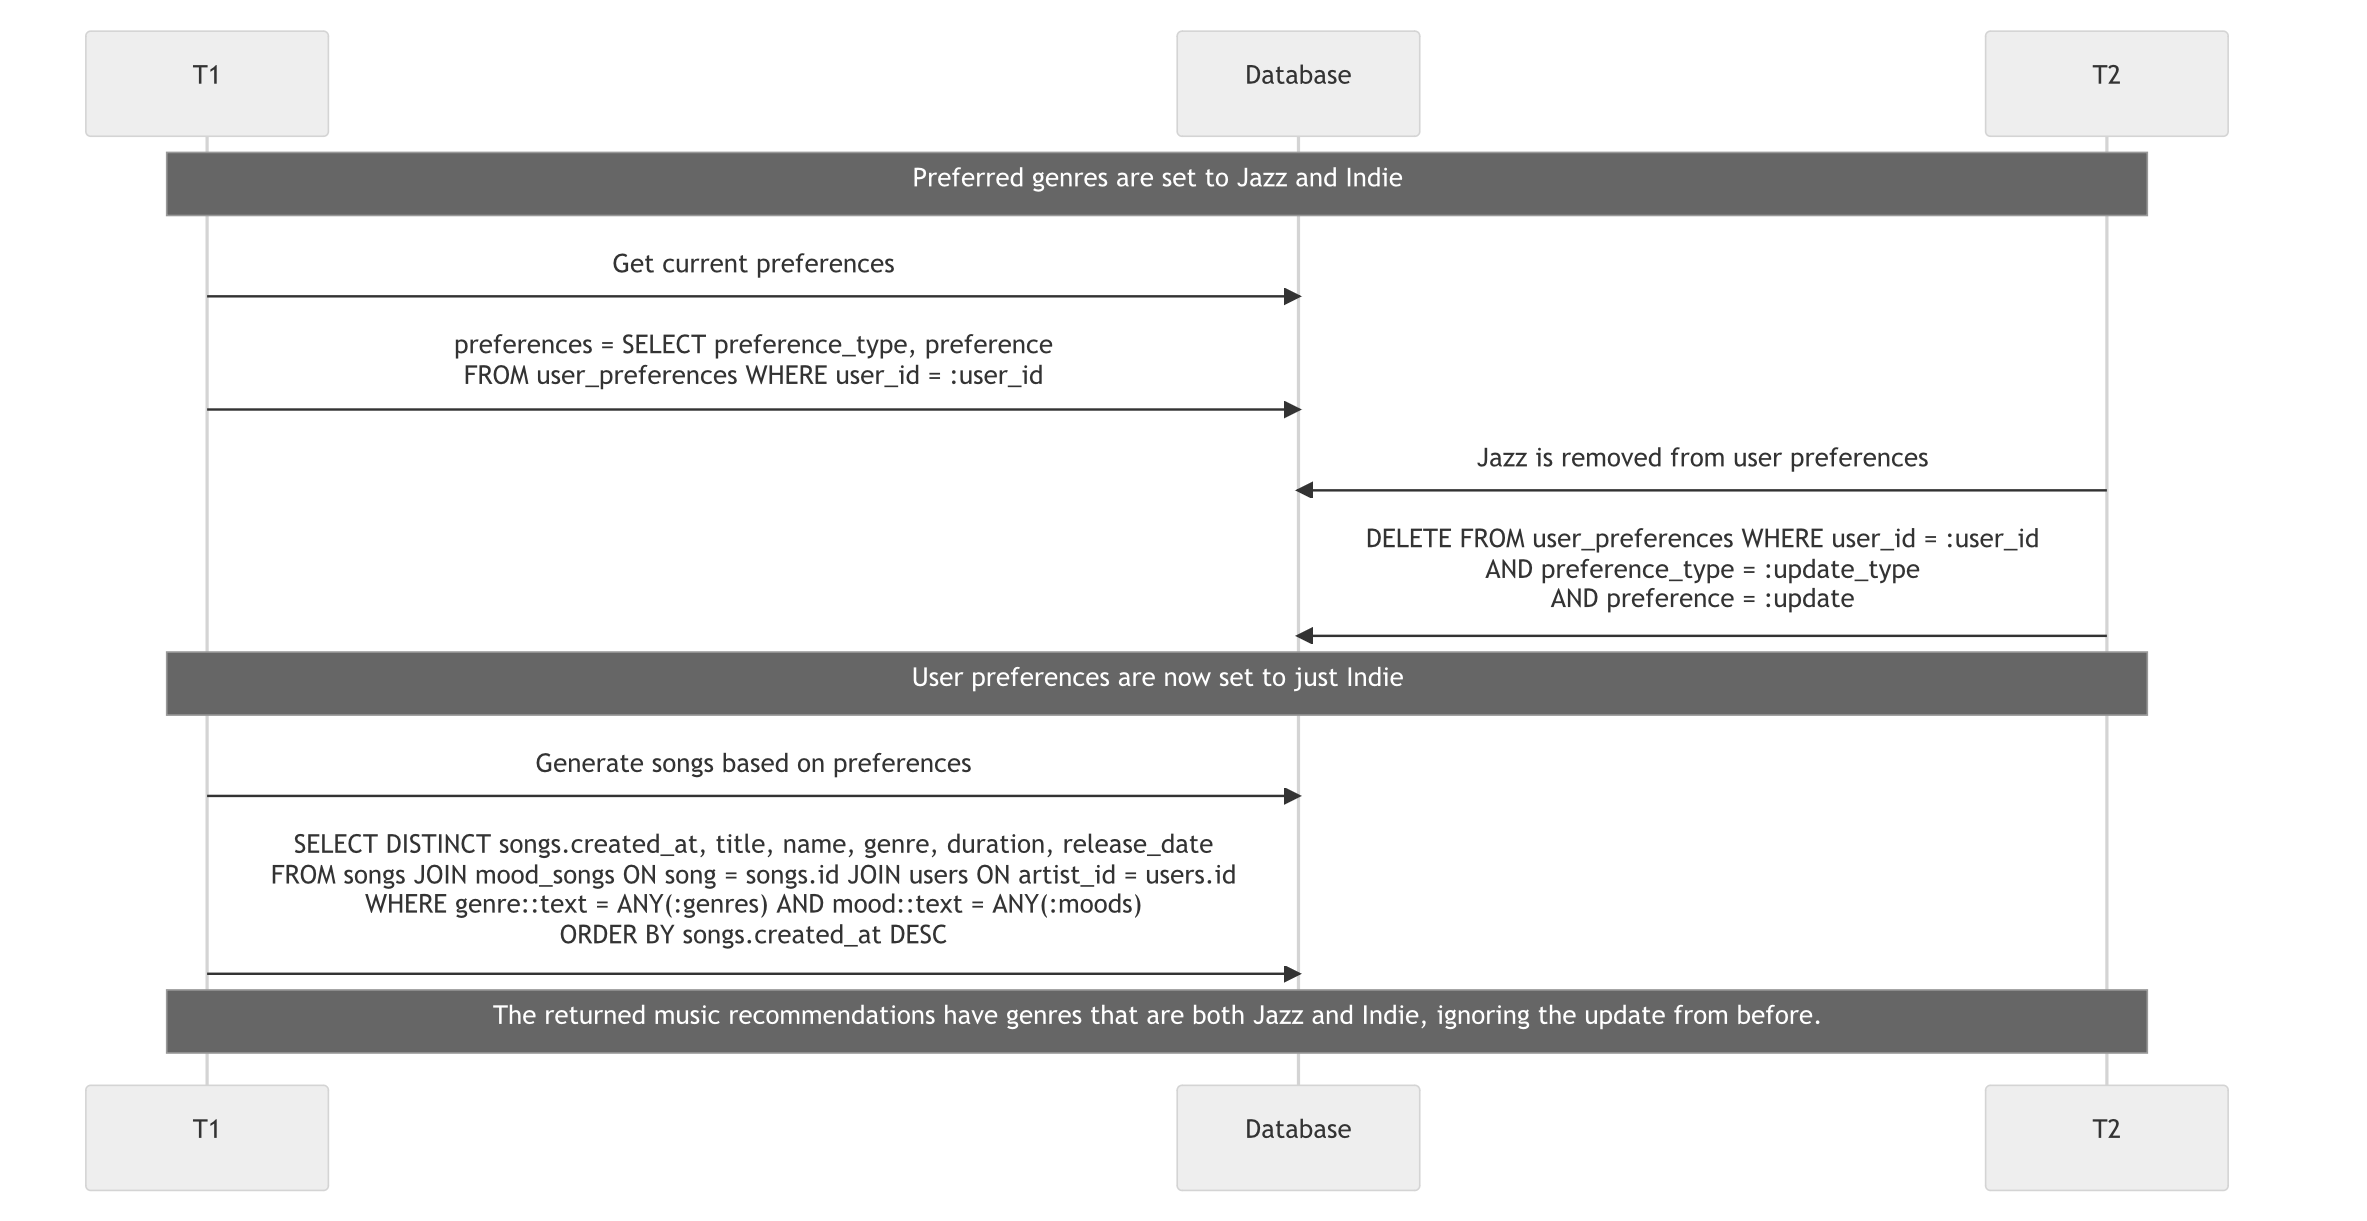 T1
Database
T2
Preferred genres are set to Jazz and Indie
Get current preferences
preferences = SELECT preference_type, preference
FROM user_preferences WHERE user_id = :user_id
Jazz is removed from user preferences
DELETE FROM user_preferences WHERE user_id = :user_id
AND preference_type = :update_type
AND preference = :update
User preferences are now set to just Indie
Generate songs based on preferences
SELECT DISTINCT songs.created_at, title, name, genre, duration, release_date
FROM songs JOIN mood_songs ON song = songs.id JOIN users ON artist_id = users.id
WHERE genre::text = ANY(:genres) AND mood::text = ANY(:moods)
ORDER BY songs.created_at DESC
The returned music recommendations have genres that are both Jazz and Indie, ignoring the update from before.
T1
Database
T2